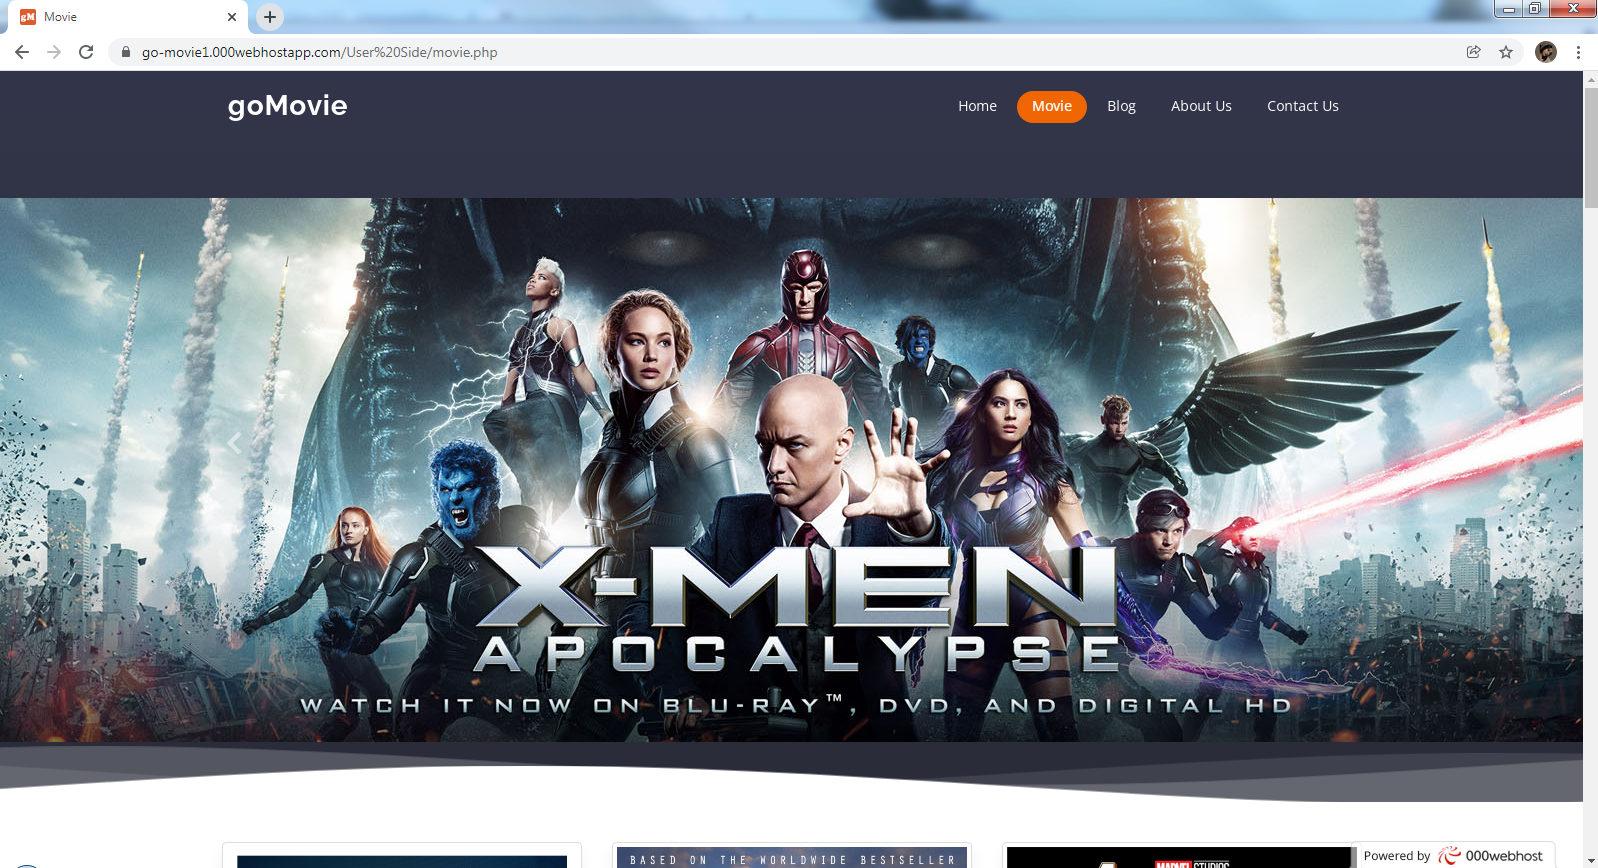 gM Movie
go-movie1.000webhostapp.com/User%20Side/movie.php
goMovie
Home Movie Blog About Us Contact Us
X-MEN
APOCALYPSE
WATCH IT NOW ON BLU-RAY™, DVD, AND DIGITAL HD
BASED ON THE WORLDWIDE BESTSELLER
MARVEL STUDIOS
Powered by 000webhost